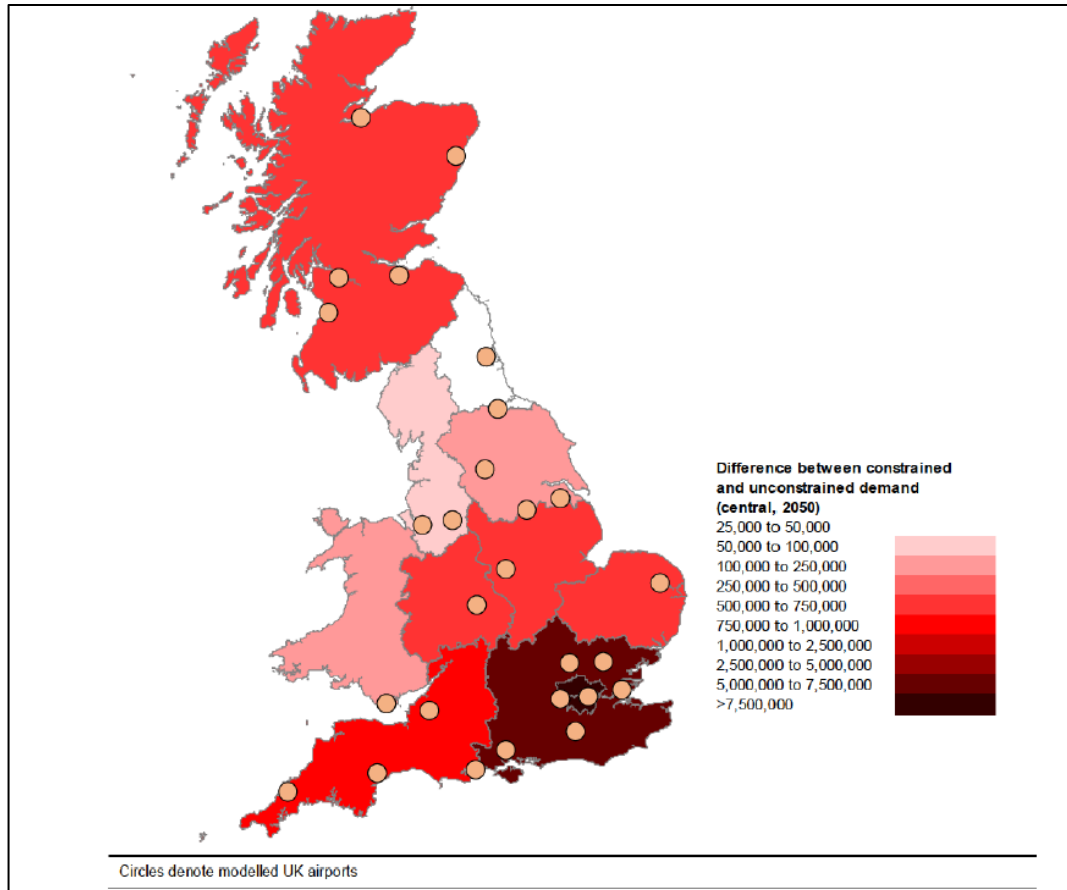 Difference between constrained
and unconstrained demand
(central, 2050)
25,000 to 50,000
50,000 to 100,000
100,000 to 250,000
250,000 to 500,000
500,000 to 750,000
750,000 to 1,000,000
1,000,000 to 2,500,000
2,500,000 to 5,000,000
5,000,000 to 7,500,000
>7,500,000
Circles denote modelled UK airports